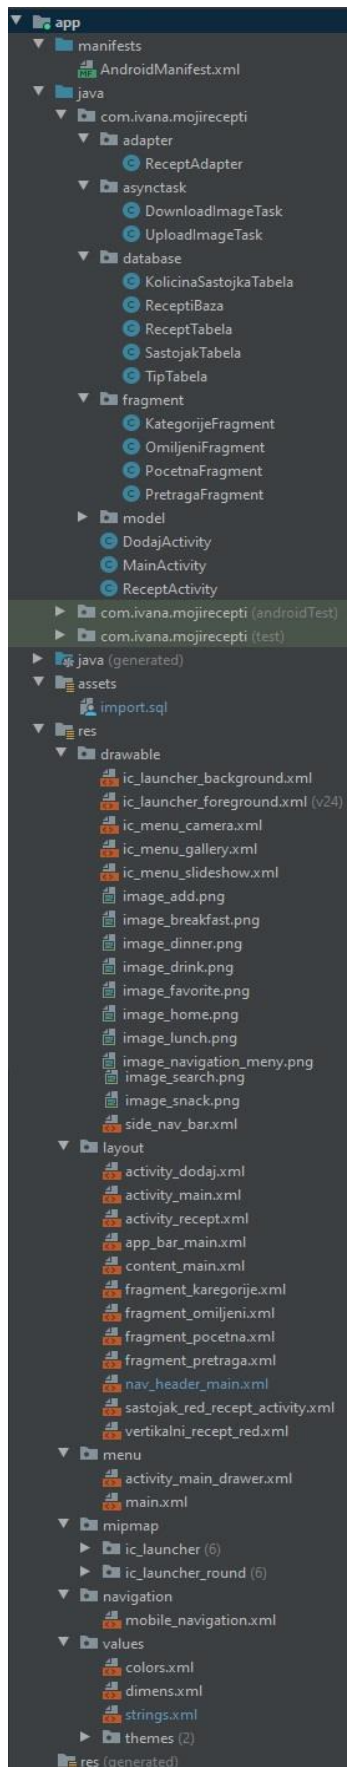 app
manifests
AndroidManifest.xml
java
com.ivana.mojirecepti
adapter
ReceptAdapter
asynctask
DownloadImageTask
UploadImageTask
database
KolicinaSastojkaTabela
ReceptiBaza
ReceptTabela
SastojakTabela
TipTabela
fragment
KategorijeFragment
OmiljeniFragment
PocetnaFragment
PretragaFragment
model
DodajActivity
MainActivity
ReceptActivity
com.ivana.mojirecepti (androidTest)
com.ivana.mojirecepti (test)
java (generated)
assets
import.sql
res
drawable
ic_launcher_background.xml
ic_launcher_foreground.xml (v24)
ic_menu_camera.xml
ic_menu_gallery.xml
ic_menu_slideshow.xml
image_add.png
image_breakfast.png
image_dinner.png
image_drink.png
image_favorite.png
image_home.png
image_lunch.png
image_navigation_meny.png
image_search.png
image_snack.png
side_nav_bar.xml
layout
activity_dodaj.xml
activity_main.xml
activity_recept.xml
app_bar_main.xml
content_main.xml
fragment_karegorije.xml
fragment_omiljeni.xml
fragment_pocetna.xml
fragment_pretraga.xml
nav_header_main.xml
sastojak_red_recept_activity.xml
vertikalni_recept_red.xml
menu
activity_main_drawer.xml
main.xml
mipmap
ic_launcher (6)
ic_launcher_round (6)
navigation
mobile_navigation.xml
values
colors.xml
dimens.xml
strings.xml
themes (2)
res (generated)